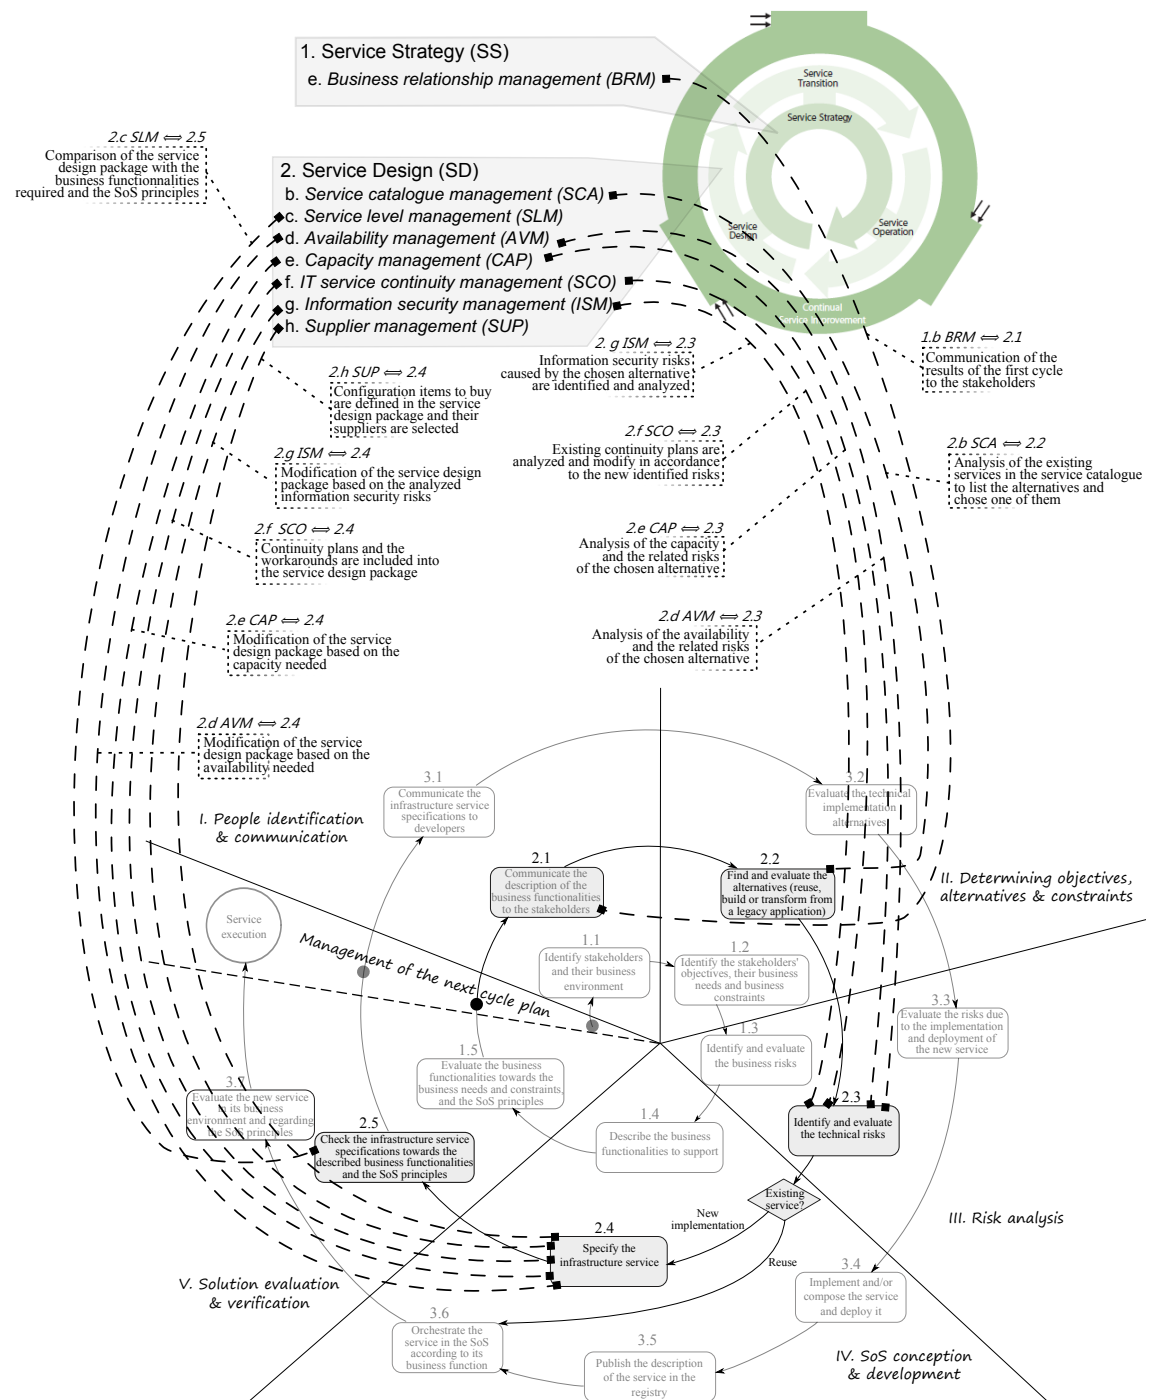 1. Service Strategy (SS)
e. Business relationship management (BRM)
Service
Transition
Service Strategy
Service
Design
Service
Operation
Continual
Service Improvement
2.c SLM ⟺ 2.5
Comparison of the service
design package with the
business functionnalities
required and the SoS principles
2. Service Design (SD)
b. Service catalogue management (SCA)
c. Service level management (SLM)
d. Availability management (AVM)
e. Capacity management (CAP)
f. IT service continuity management (SCO)
g. Information security management (ISM)
h. Supplier management (SUP)
2. g ISM ⟺ 2.3
Information security risks
caused by the chosen alternative
are identified and analyzed
1.b BRM ⟺ 2.1
Communication of the
results of the first cycle
to the stakeholders
2.h SUP ⟺ 2.4
Configuration items to buy
are defined in the service
design package and their
suppliers are selected
2.f SCO ⟺ 2.3
Existing continuity plans are
analyzed and modify in accordance
to the new identified risks
2.b SCA ⟺ 2.2
Analysis of the existing
services in the service catalogue
to list the alternatives and
chose one of them
2.g ISM ⟺ 2.4
Modification of the service design
package based on the analyzed
information security risks
2.f SCO ⟺ 2.4
Continuity plans and the
workarounds are included into
the service design package
2.e CAP ⟺ 2.3
Analysis of the capacity
and the related risks
of the chosen alternative
2.e CAP ⟺ 2.4
Modification of the service
design package based on the
capacity needed
2.d AVM ⟺ 2.3
Analysis of the availability
and the related risks
of the chosen alternative
2.d AVM ⟺ 2.4
Modification of the service
design package based on the
availability needed
I. People identification
& communication
3.1
Communicate the
infrastructure service
specifications to
developers
3.2
Evaluate the technical
implementation
alternatives
2.1
Communicate the
description of the
business functionalities
to the stakeholders
2.2
Find and evaluate the
alternatives (reuse,
build or transform from
a legacy application)
II. Determining objectives,
alternatives & constraints
Service
execution
Management of the next cycle plan
1.1
Identify stakeholders
and their business
environment
1.2
Identify the stakeholders'
objectives, their business
needs and business
constraints
3.3
Evaluate the risks due
to the implementation
and deployment of
the new service
1.3
Identify and evaluate
the business risks
1.5
Evaluate the business
functionalities towards the
business needs and constraints,
and the SoS principles
1.4
Describe the business
functionalities to support
3.7
Evaluate the new service
in its business
environment and regarding
the SoS principles
2.5
Check the infrastructure service
specifications towards the
described business functionalities
and the SoS principles
2.3
Identify and evaluate
the technical risks
Existing
service?
New
implementation
Reuse
III. Risk analysis
2.4
Specify the
infrastructure service
V. Solution evaluation
& verification
3.4
Implement and/or
compose the service
and deploy it
3.6
Orchestrate the
service in the SoS
according to its
business function
3.5
Publish the description
of the service in the
registry
IV. SoS conception
& development